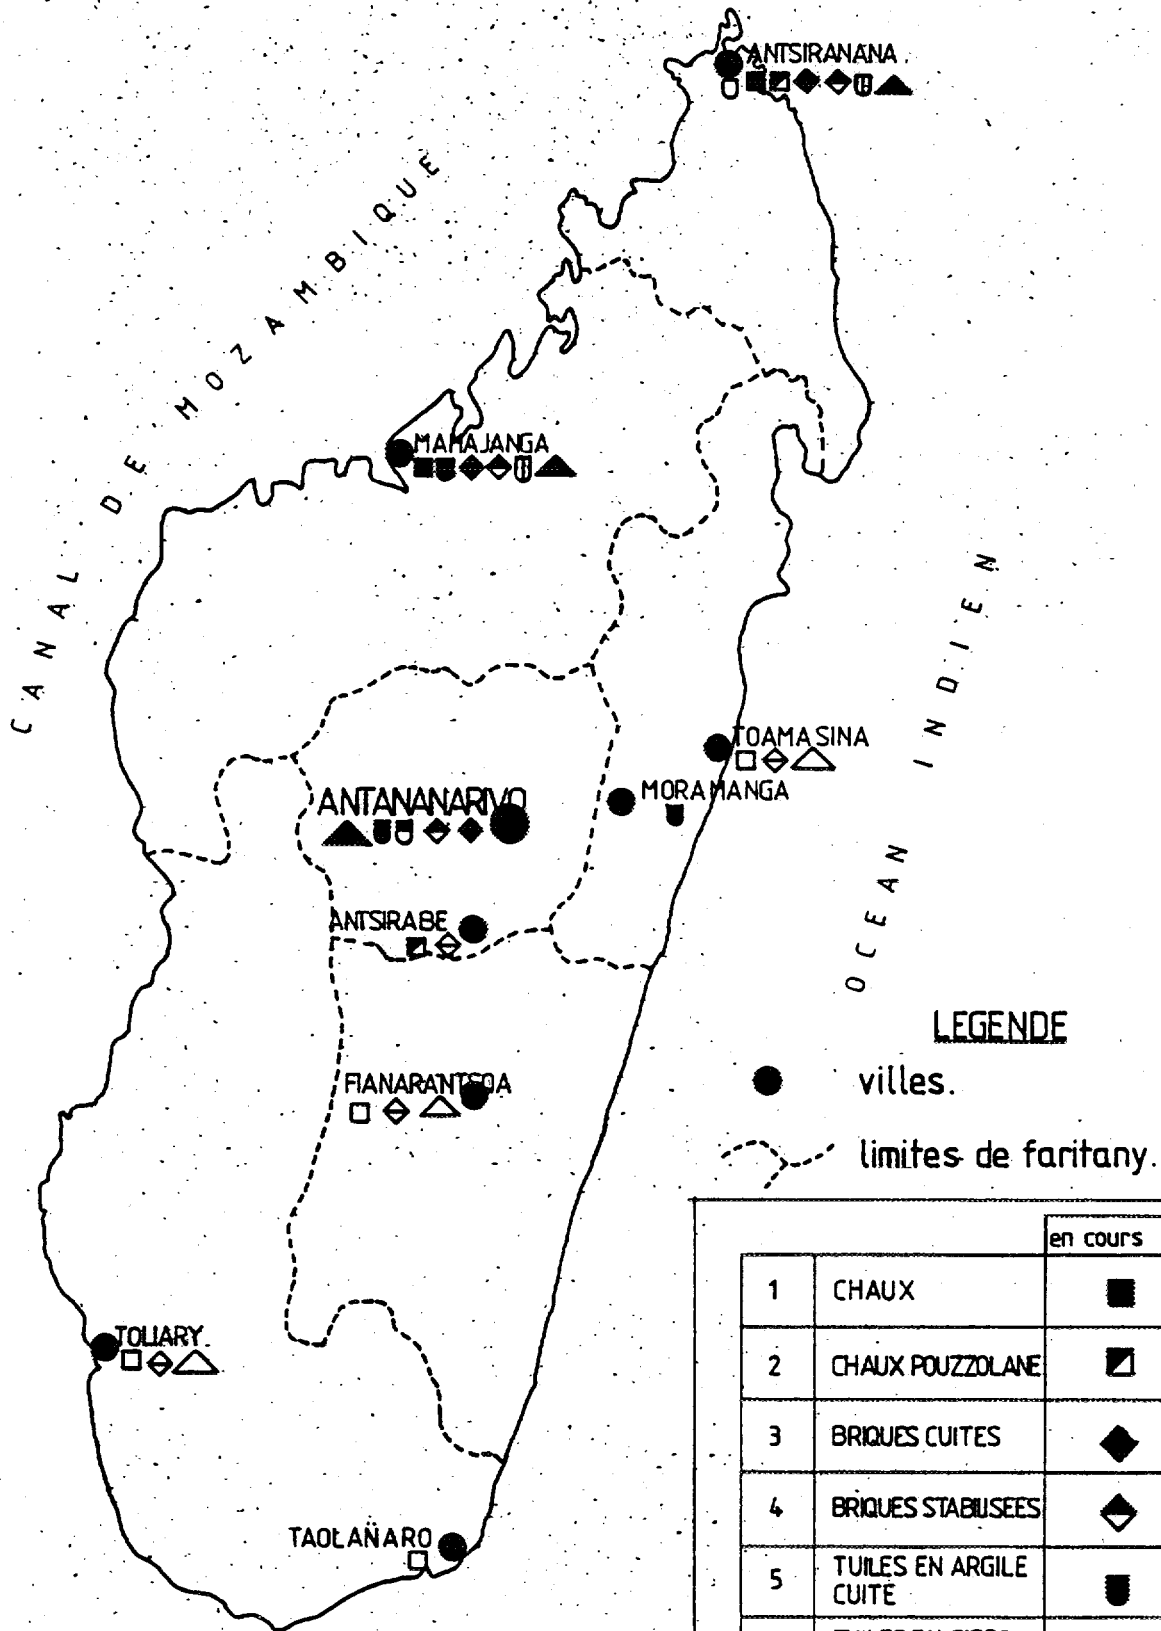 ANTSIRANANA
CANAL DE MOZAMBIQUE
MAHAJANGA
OCEAN INDIEN
TOAMASINA
MORAMANGA
ANTANANARIVO
ANTSIRABE
FIANARANTSOA
TOLIARY
TAOLAÑARO
LEGENDE
villes.
limites de faritany.
en cours
1 CHAUX
2 CHAUX POUZZOLANE
3 BRIQUES CUITES
4 BRIQUES STABILISEES
5 TUILES EN ARGILE
CUITE